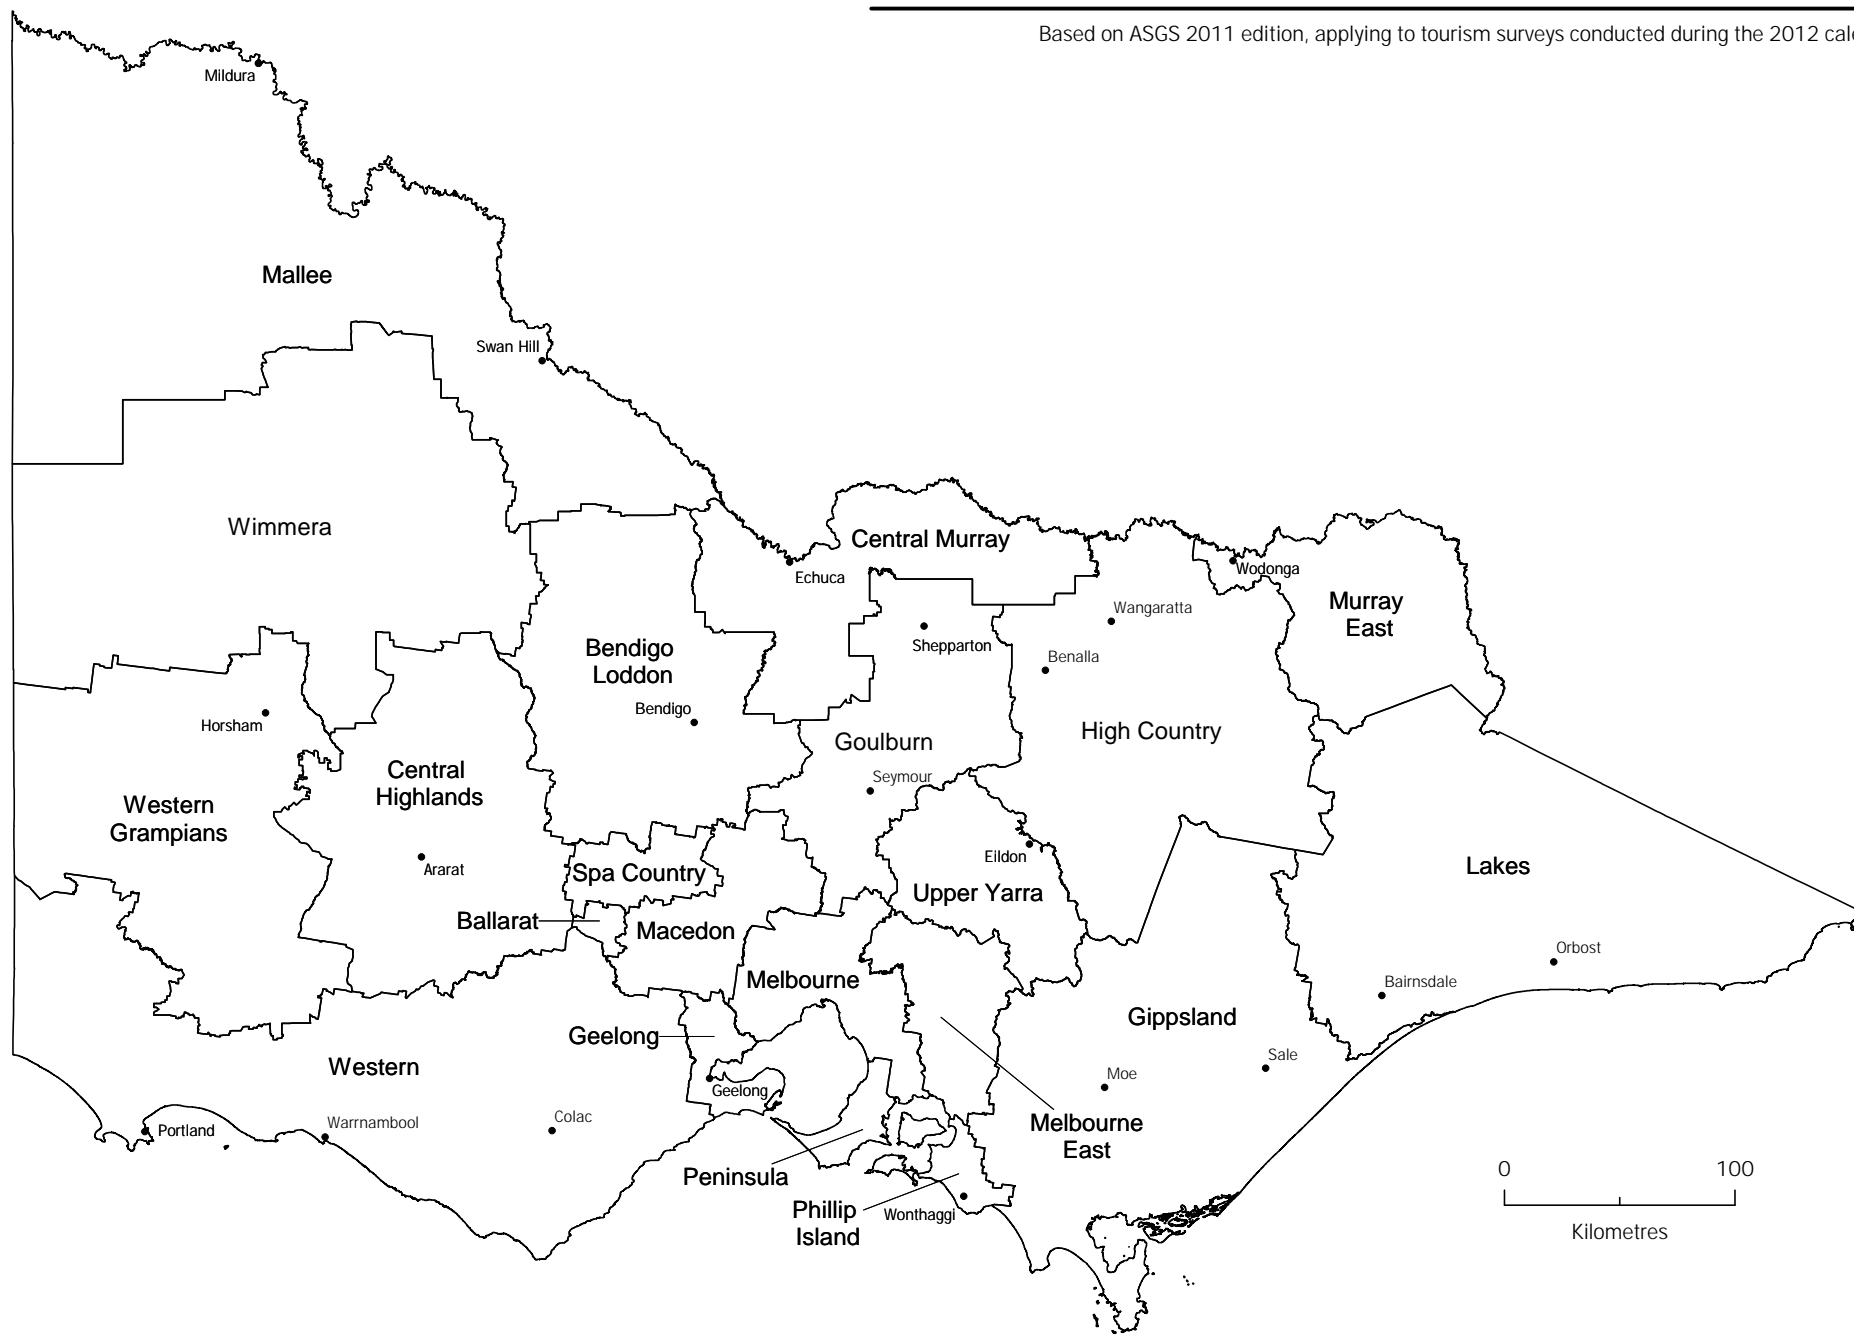 Based on ASGS 2011 edition, applying to tourism surveys conducted during the 2012
Mildura
Mallee
Swan Hill
Wimmera
Central Murray
Echuca
Wodonga
Wangaratta
Murray
East
Shepparton
Bendigo
Loddon
Benalla
Bendigo
Horsham
High Country
Goulburn
Central
Highlands
Seymour
Western
Grampians
Eildon
Lakes
Ararat
Spa Country
Upper Yarra
Ballarat
Macedon
Orbost
Melbourne
Bairnsdale
Gippsland
Geelong
Sale
Western
Moe
Geelong
Colac
Warrnambool
Portland
Melbourne
East
Peninsula
0 100
Phillip
Island
Wonthaggi
Kilometres